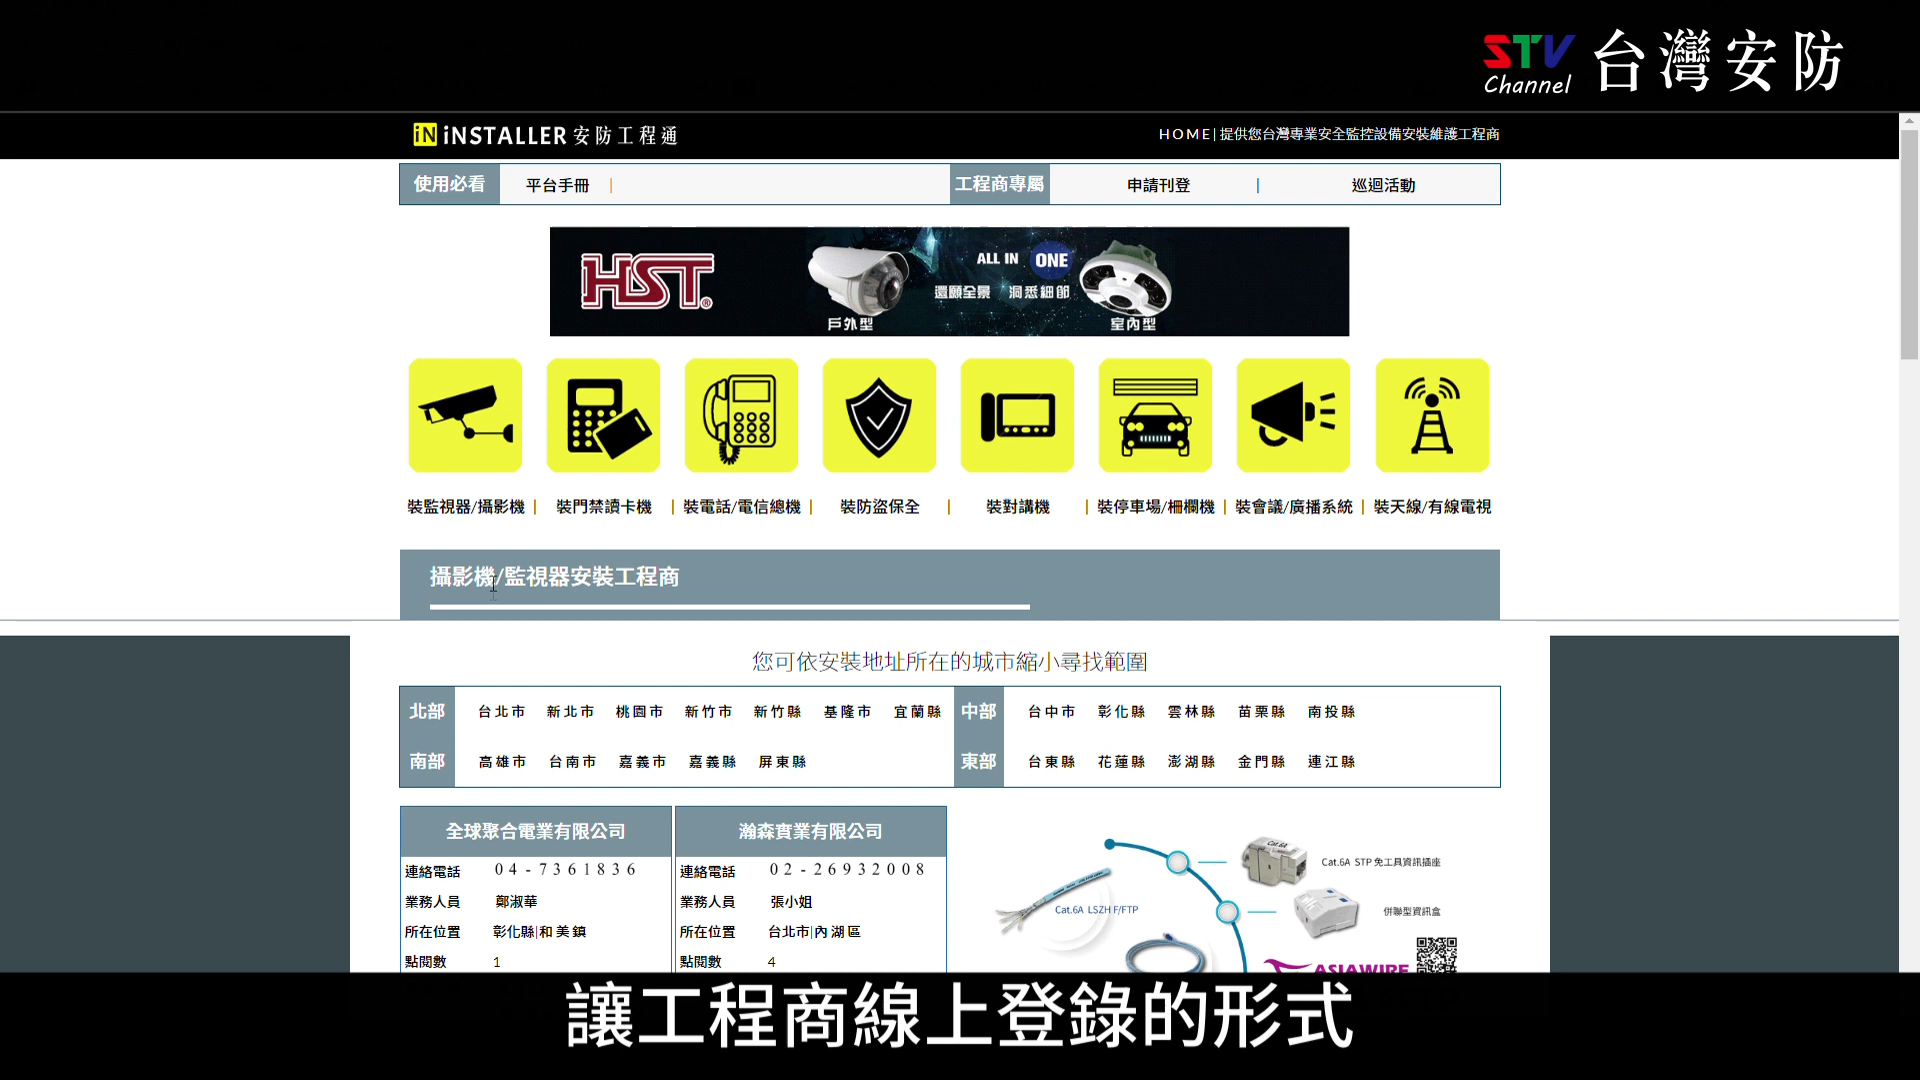 STV Channel 台灣安防
iN iNSTALLER 安防工程通
HOME| 提供您台灣專業安全監控設備安裝維護工程商
使用必看 平台手冊 |
工程商專屬 申請刊登 | 巡迴活動
HST®
ALL IN ONE
還願全景 洞悉細節
戶外型 室內型
裝監視器/攝影機 | 裝門禁讀卡機 | 裝電話/電信總機 | 裝防盜保全 | 裝對講機 | 裝停車場/柵欄機 | 裝會議/廣播系統 | 裝天線/有線電視
攝影機/監視器安裝工程商
您可依安裝地址所在的城市縮小尋找範圍
北部 台北市 新北市 桃園市 新竹市 新竹縣 基隆市 宜蘭縣
中部 台中市 彰化縣 雲林縣 苗栗縣 南投縣
南部 高雄市 台南市 嘉義市 嘉義縣 屏東縣
東部 台東縣 花蓮縣 澎湖縣 金門縣 連江縣
全球聚合電業有限公司
連絡電話 04-7361836
業務人員 鄭淑華
所在位置 彰化縣|和美鎮
點閱數 1
瀚森實業有限公司
連絡電話 02-26932008
業務人員 張小姐
所在位置 台北市|內湖區
點閱數 4
Cat.6A
Cat.6A STP 免工具資訊插座
Cat.6A LSZH F/FTP
併聯型資訊盒
ASIAWIRE
讓工程商線上登錄的形式